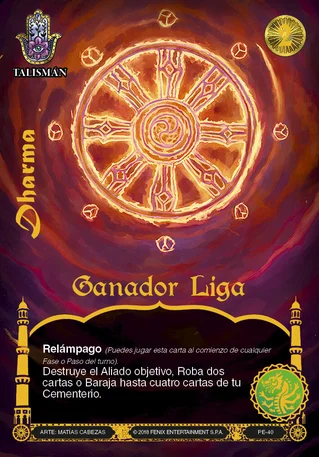 TALISMÁN
Dharma
Ganador Liga
Relámpago (Puedes jugar esta carta al comienzo de cualquier
Fase o Paso del turno).
Destruye el Aliado objetivo, Roba dos
cartas o Baraja hasta cuatro cartas de tu
Cementerio.
ARTE: MATÍAS CABEZAS
©2018 FENIX ENTERTAINMENT S.P.A.
PE-40